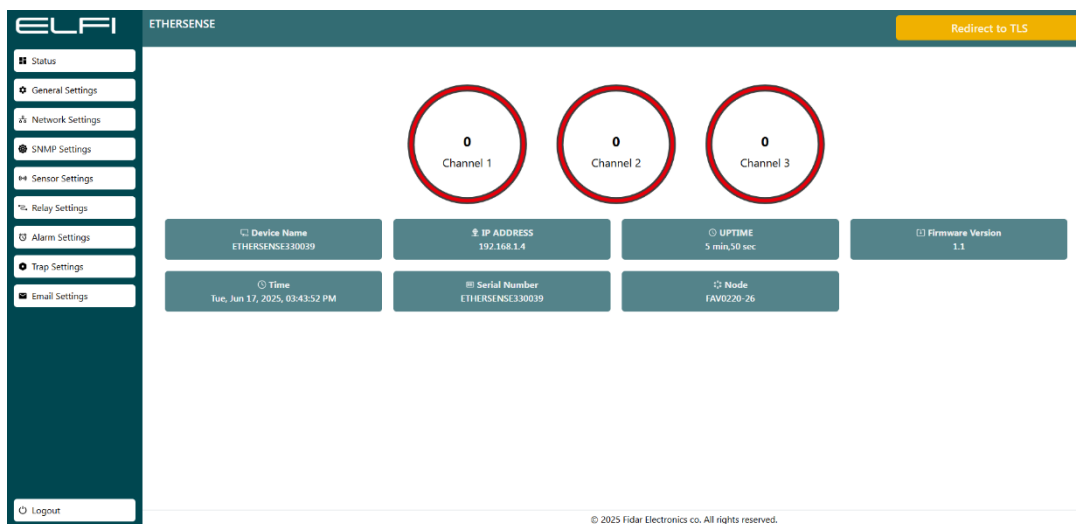 ELFI
ETHERSENSE
Redirect to TLS
Status
General Settings
Network Settings
SNMP Settings
Sensor Settings
Relay Settings
Alarm Settings
Trap Settings
Email Settings
Logout
0
Channel 1
0
Channel 2
0
Channel 3
Device Name
ETHERSENSE330039
IP ADDRESS
192.168.1.4
UPTIME
5 min,50 sec
Firmware Version
1.1
Time
Tue, Jun 17, 2025, 03:43:52 PM
Serial Number
ETHERSENSE330039
Node
FAV0220-26
© 2025 Fidar Electronics co. All rights reserved.